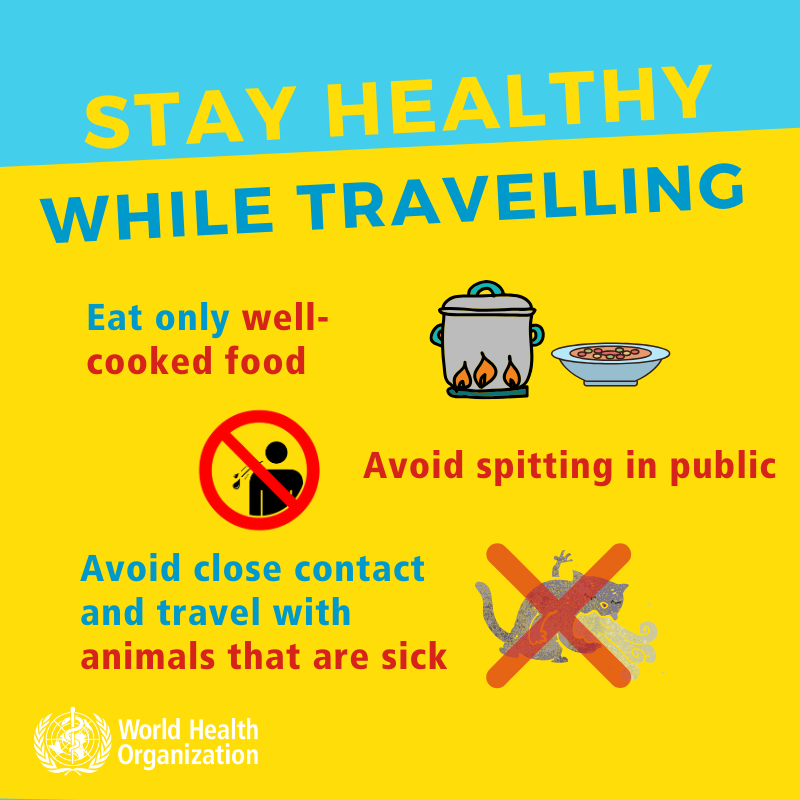 STAY HEALTHY
WHILE TRAVELLING
Eat only well-
cooked food
Avoid spitting in public
Avoid close contact
and travel with
animals that are sick
World Health
Organization